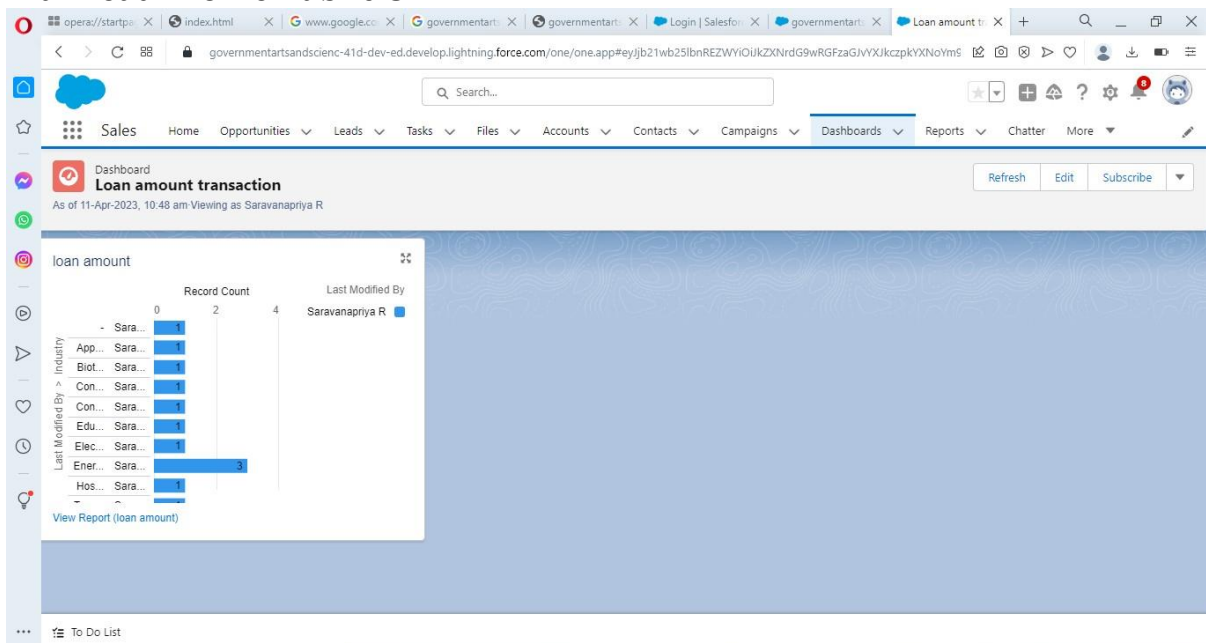 opera://startpa
index.html
www.google.co
governmentart
governmentart
Login | Salesfor
governmentart
Loan amount tr
governmentartsandscienc-41d-dev-ed.develop.lightning.force.com/one/one.app#eyJjb21wb25lbnREZWYiOiJkZXNrdG9wRGFzaGJvYXJkczpkYXNoYm9
Search...
8
Sales
Home Opportunities Leads Tasks Files Accounts Contacts Campaigns Dashboards Reports Chatter More
Dashboard
Loan amount transaction
As of 11-Apr-2023, 10:48 am·Viewing as Saravanapriya R
Refresh Edit Subscribe
loan amount
Record Count
Last Modified By
0 2 4
Saravanapriya R
Last Modified By > Industry
- Sara... 1
App... Sara... 1
Biot... Sara... 1
Con... Sara... 1
Con... Sara... 1
Edu... Sara... 1
Elec... Sara... 1
Ener... Sara... 3
Hos... Sara... 1
View Report (loan amount)
To Do List